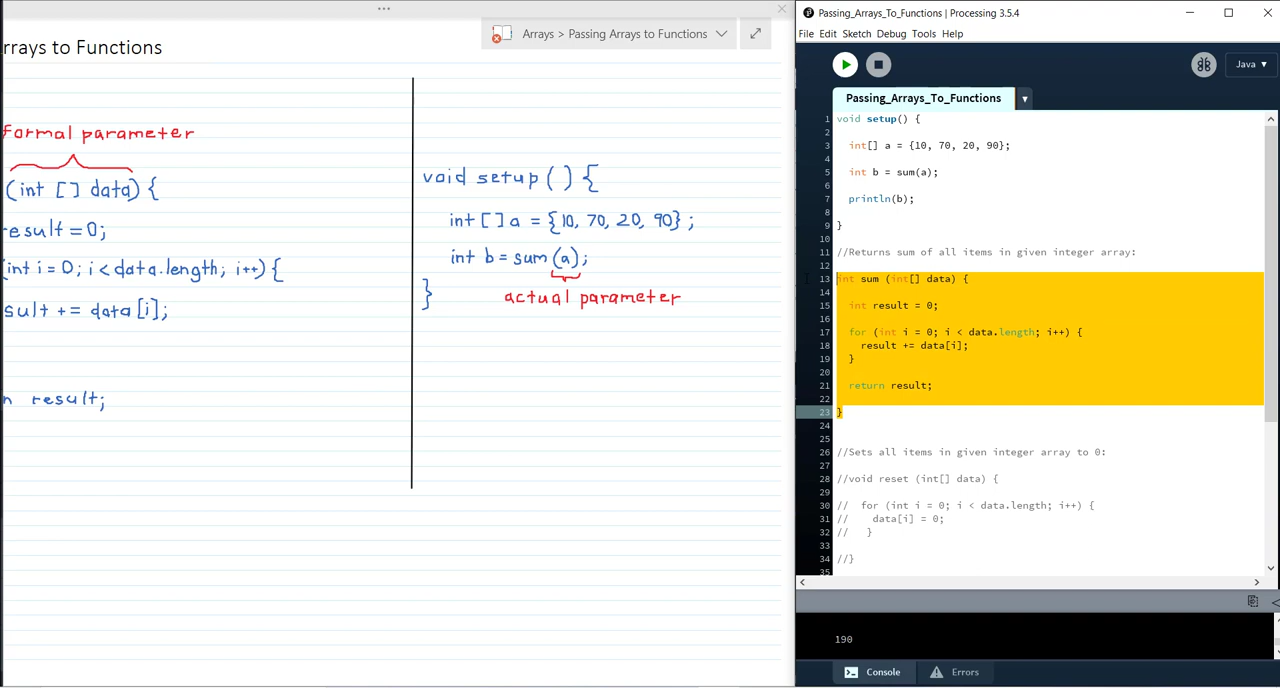 Arrays > Passing Arrays to Functions
rrays to Functions
formal parameter
(int [] data) {
result = 0;
(int i = 0; i < data.length; i++) {
sult += data[i];
n result;
void setup () {
int [] a = {10, 70, 20, 90};
int b = sum (a);
actual parameter
}
Passing_Arrays_To_Functions | Processing 3.5.4
File Edit Sketch Debug Tools Help
Java ▼
Passing_Arrays_To_Functions ▼
1 void setup() {
2
3 int[] a = {10, 70, 20, 90};
4
5 int b = sum(a);
6
7 println(b);
8
9 }
10
11 //Returns sum of all items in given integer array:
12
13 int sum (int[] data) {
14
15 int result = 0;
16
17 for (int i = 0; i < data.length; i++) {
18 result += data[i];
19 }
20
21 return result;
22
23 }
24
25
26 //Sets all items in given integer array to 0:
27
28 //void reset (int[] data) {
29
30 // for (int i = 0; i < data.length; i++) {
31 // data[i] = 0;
32 // }
33
34 //}
35
190
Console Errors